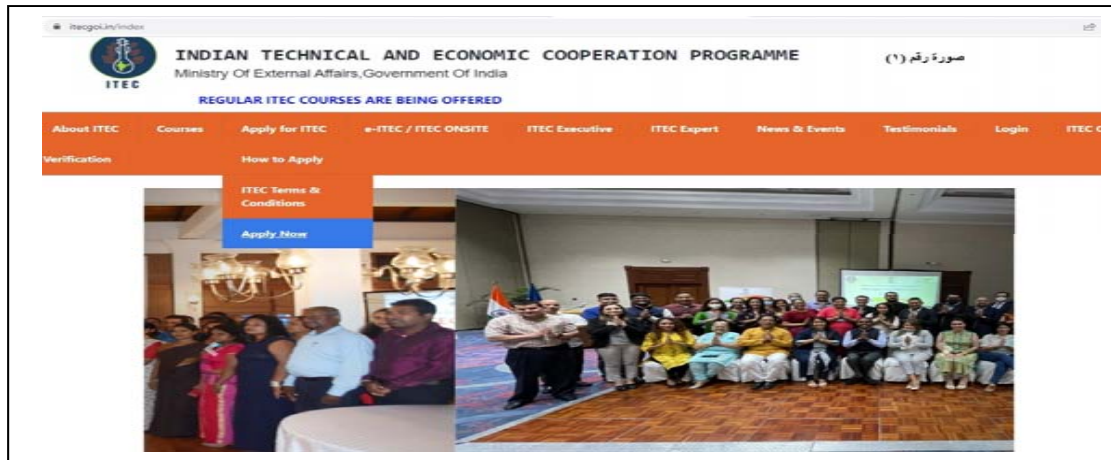 itecgoi.in/index
ITEC
INDIAN TECHNICAL AND ECONOMIC COOPERATION PROGRAMME
صورة رقم (١)
Ministry Of External Affairs,Government Of India
REGULAR ITEC COURSES ARE BEING OFFERED
About ITEC Courses Apply for ITEC e-ITEC / ITEC ONSITE ITEC Executive ITEC Expert News & Events Testimonials Login ITEC
Verification
How to Apply
ITEC Terms &
Conditions
Apply Now